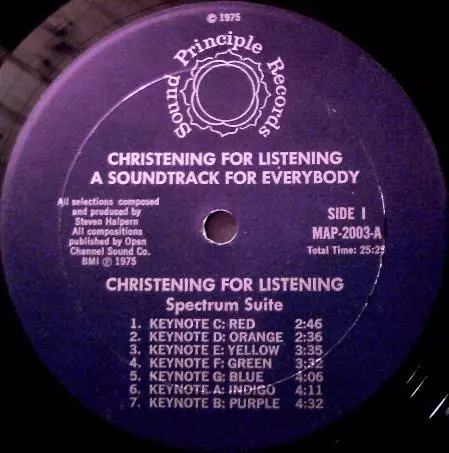 © 1975
Sound Principle Records
CHRISTENING FOR LISTENING
A SOUNDTRACK FOR EVERYBODY
All selections composed
and produced by
Steven Halpern
All compositions
published by Open
Channel Sound Co.
BMI ℗ 1975
SIDE I
MAP-2003-A
Total Time: 25:25
CHRISTENING FOR LISTENING
Spectrum Suite
1. KEYNOTE C: RED 2:46
2. KEYNOTE D: ORANGE 2:36
3. KEYNOTE E: YELLOW 3:35
4. KEYNOTE F: GREEN 3:32
5. KEYNOTE G: BLUE 4:06
6. KEYNOTE A: INDIGO 4:11
7. KEYNOTE B: PURPLE 4:32